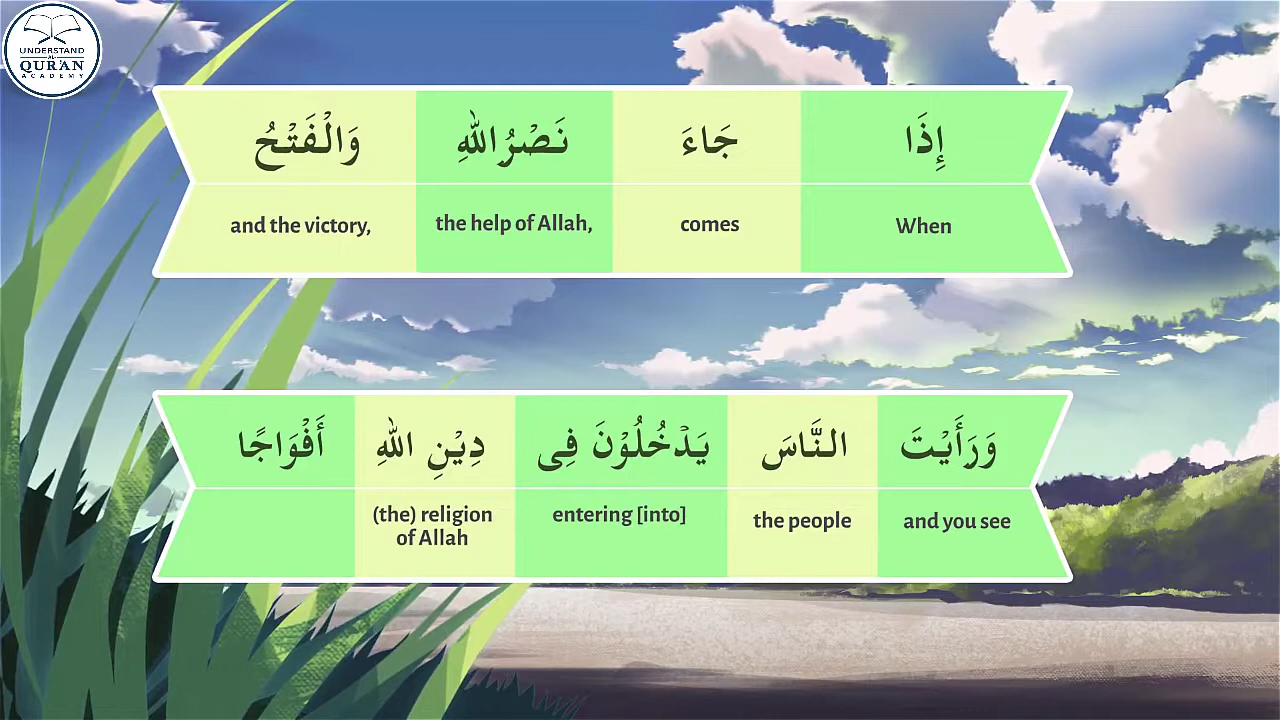 UNDERSTAND
AL-
QURAN
ACADEMY
إِذَا جَاءَ نَصْرُ اللهِ وَالْفَتْحُ
When comes the help of Allah, and the victory,
وَرَأَيْتَ النَّاسَ يَدْخُلُوْنَ فِى دِيْنِ اللهِ أَفْوَاجًا
and you see the people entering [into] (the) religion
of Allah